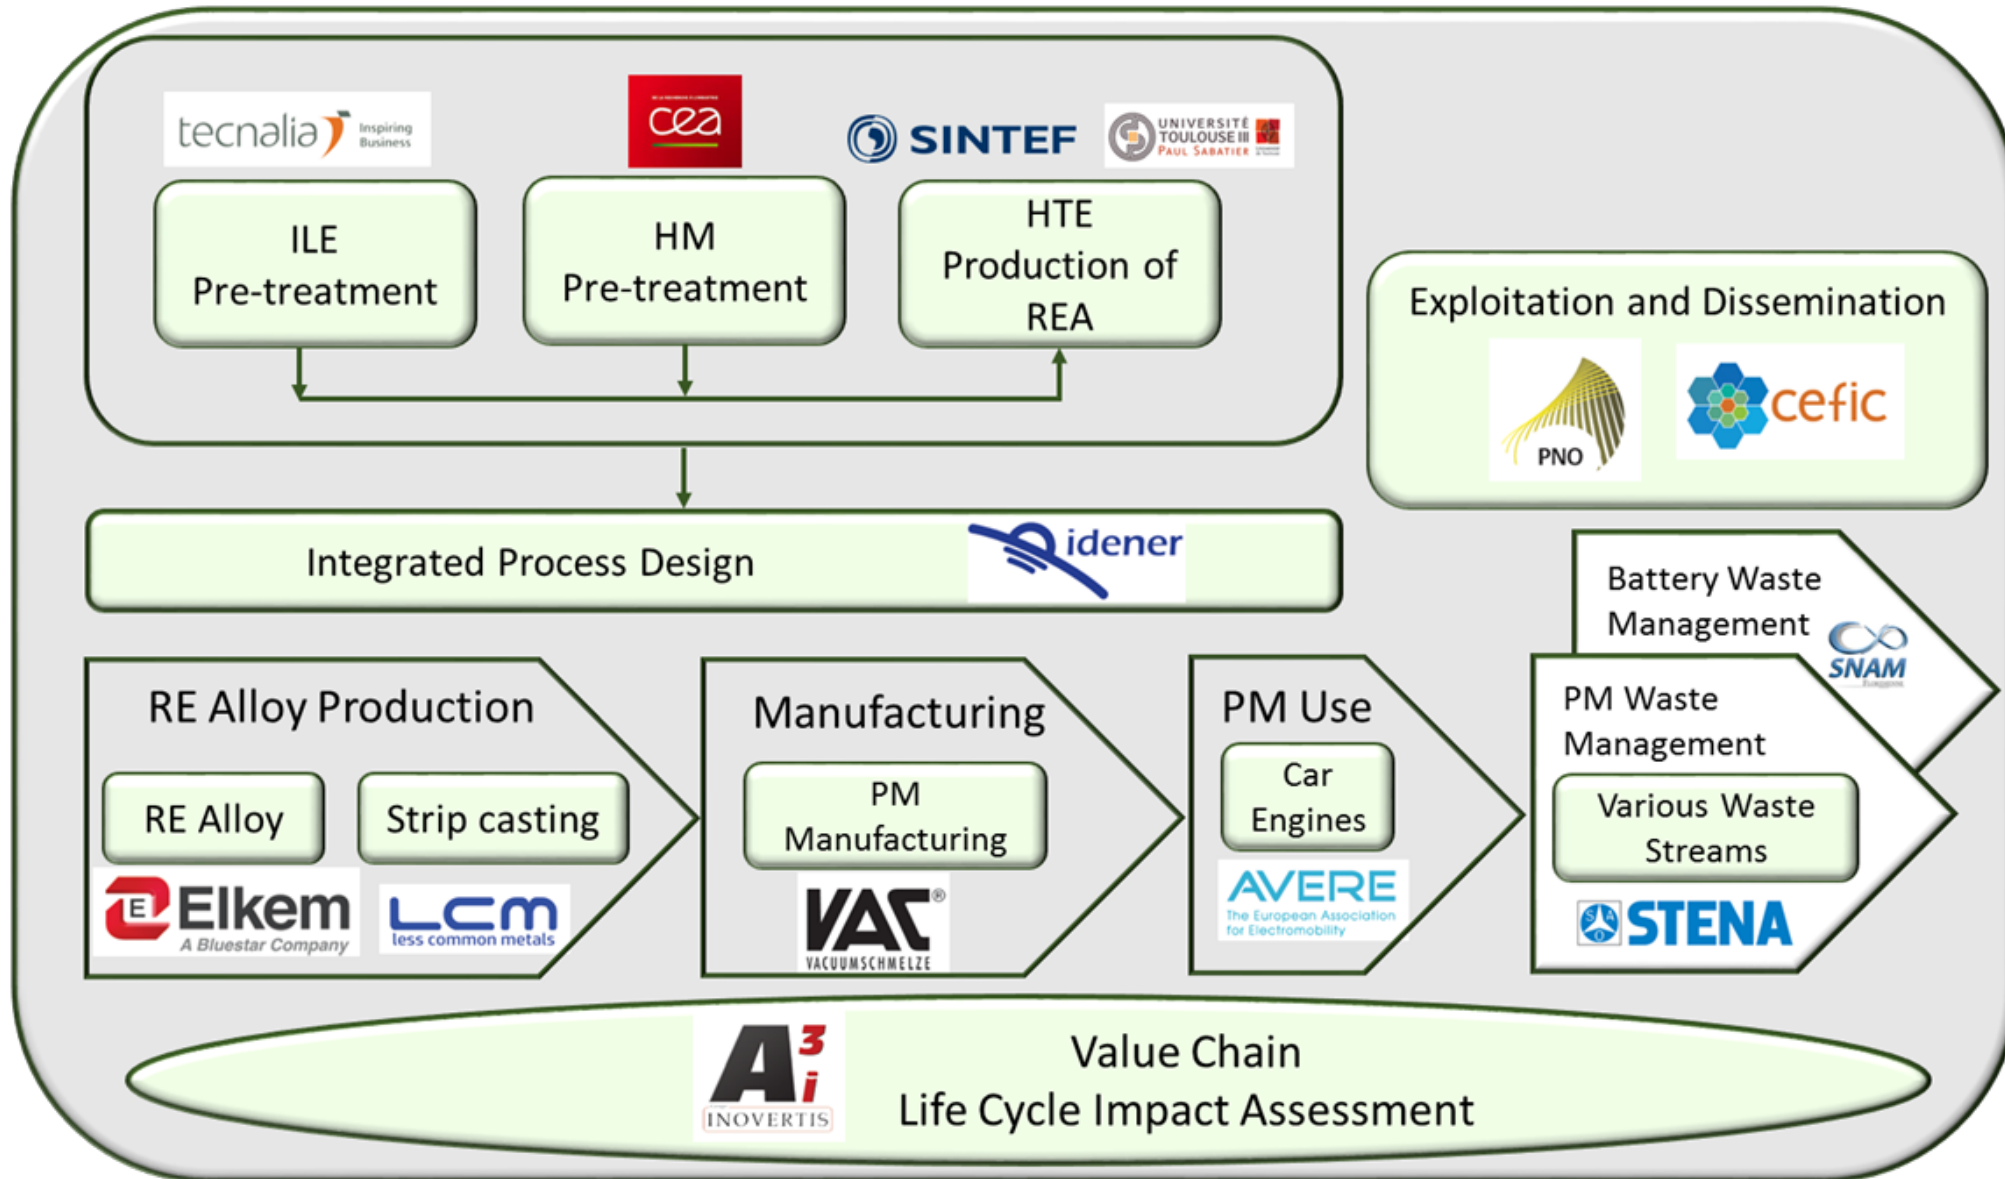 tecnalia Inspiring
Business
cea
SINTEF
UNIVERSITÉ
TOULOUSE III
PAUL SABATIER
ILE
Pre-treatment
HM
Pre-treatment
HTE
Production of
REA
Exploitation and Dissemination
PNO
cefic
Integrated Process Design
idener
Battery Waste
Management
SNAM
RE Alloy Production
RE Alloy
Strip casting
E Elkem
A Bluestar Company
LCM
less common metals
Manufacturing
PM
Manufacturing
VAC®
VACUUMSCHMELZE
PM Use
Car
Engines
AVERE
The European Association
for Electromobility
PM Waste
Management
Various Waste
Streams
S A O STENA
A3i
INOVERTIS
Value Chain
Life Cycle Impact Assessment